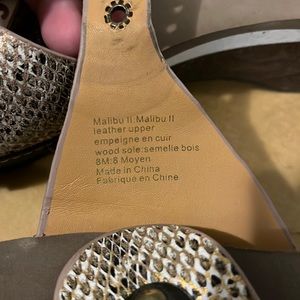 Malibu II:Malibu II
leather upper
empeigne en cuir
wood sole:semelle bois
8M:8 Moyen
Made in China
Fabrique en Chine